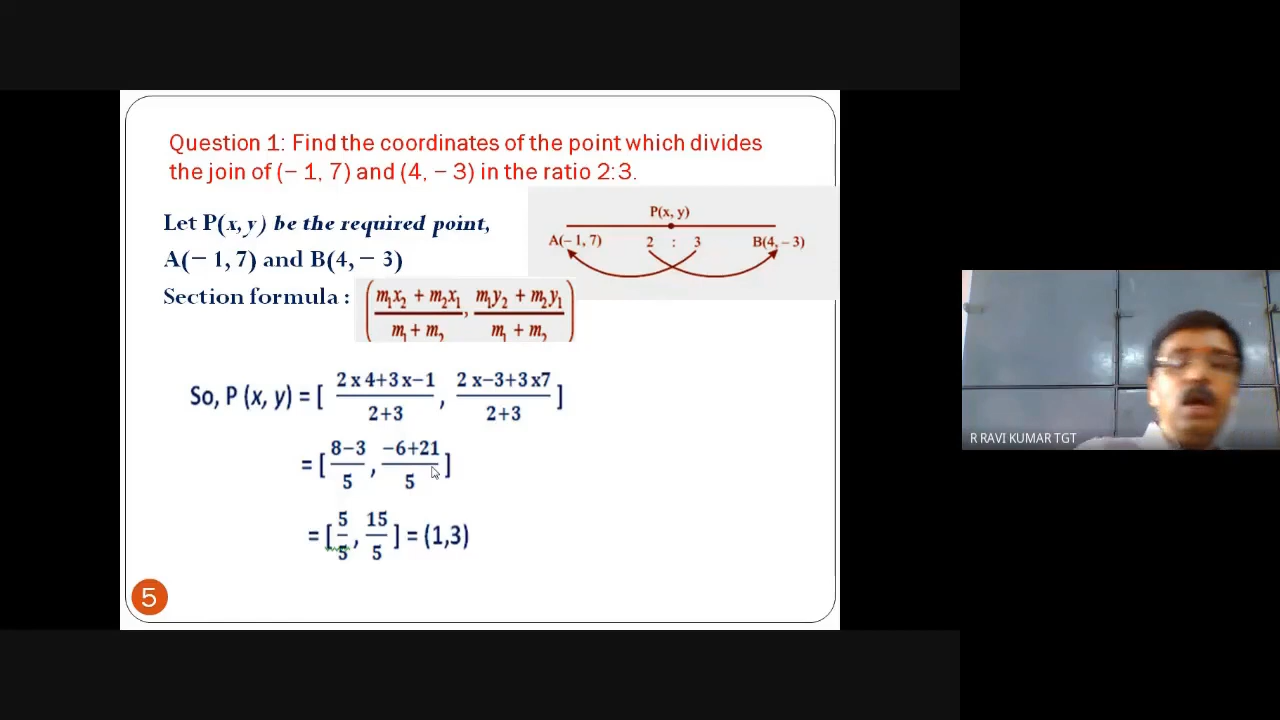 Question 1: Find the coordinates of the point which divides
the join of (− 1, 7) and (4, − 3) in the ratio 2:3.
Let P(x, y) be the required point,
A(− 1, 7) and B(4, − 3)
P(x, y)
A(− 1, 7) 2 : 3 B(4, − 3)
Section formula : ( m₁x₂ + m₂x₁ / m₁ + m₂ , m₁y₂ + m₂y₁ / m₁ + m₂ )
So, P (x, y) = [ 2 x 4+3 x−1 / 2+3 , 2 x−3+3 x7 / 2+3 ]
= [ 8−3 / 5 , −6+21 / 5 ]
= [ 5 / 5 , 15 / 5 ] = (1,3)
5
R RAVI KUMAR TGT